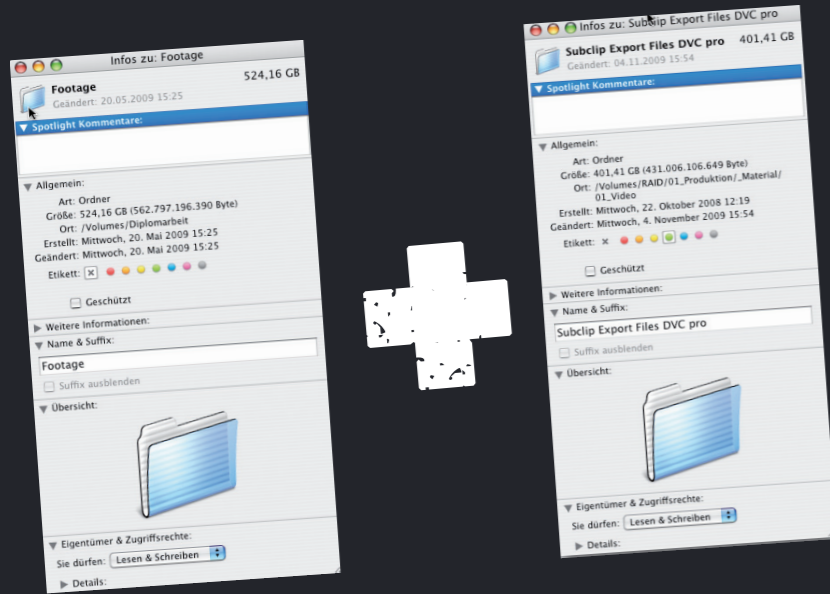 Infos zu: Footage
Footage
524,16 GB
Geändert: 20.05.2009 15:25
Spotlight Kommentare:
Allgemein:
Art: Ordner
Größe: 524,16 GB (562.797.196.390 Byte)
Ort: /Volumes/Diplomarbeit
Erstellt: Mittwoch, 20. Mai 2009 15:25
Geändert: Mittwoch, 20. Mai 2009 15:25
Etikett:
Geschützt
Weitere Informationen:
Name & Suffix:
Footage
Suffix ausblenden
Übersicht:
Eigentümer & Zugriffsrechte:
Sie dürfen: Lesen & Schreiben
Details:
Infos zu: Subclip Export Files DVC pro
Subclip Export Files DVC pro
401,41 GB
Geändert: 04.11.2009 15:54
Spotlight Kommentare:
Allgemein:
Art: Ordner
Größe: 401,41 GB (431.006.106.649 Byte)
Ort: /Volumes/RAID/01_Produktion/_Material/
01_Video
Erstellt: Mittwoch, 22. Oktober 2008 12:19
Geändert: Mittwoch, 4. November 2009 15:54
Etikett:
Geschützt
Weitere Informationen:
Name & Suffix:
Subclip Export Files DVC pro
Suffix ausblenden
Übersicht:
Eigentümer & Zugriffsrechte:
Sie dürfen: Lesen & Schreiben
Details: